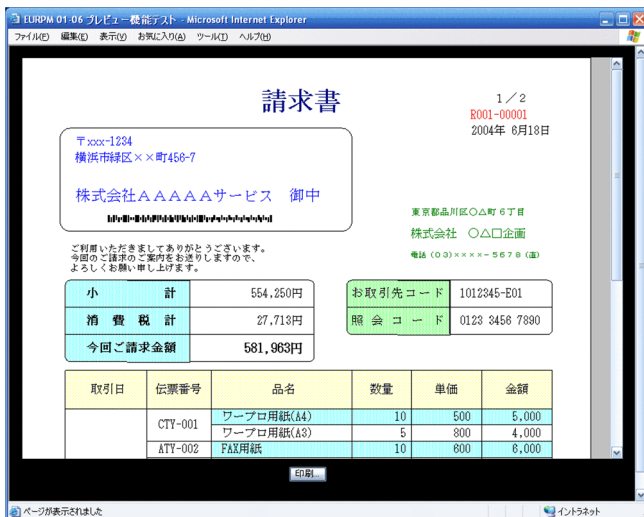 EURPM 01-06 プレビュー機能テスト - Microsoft Internet Explorer
ファイル(F) 編集(E) 表示(V) お気に入り(A) ツール(T) ヘルプ(H)
請求書
1／2
R001-00001
2004年 6月18日
〒xxx-1234
横浜市緑区××町456-7
株式会社ＡＡＡＡＡサービス 御中
東京都品川区○△町６丁目
株式会社 ○△□企画
電話（０３）××××－５６７８（直）
ご利用いただきましてありがとうございます。
今回のご請求のご案内をお送りしますので、
よろしくお願い申し上げます。
小計 554,250円
消費税計 27,713円
今回ご請求金額 581,963円
お取引先コード 1012345-E01
照会コード 0123 3456 7890
取引日 伝票番号 品名 数量 単価 金額
CTY-001 ワープロ用紙(A4) 10 500 5,000
ワープロ用紙(A3) 5 800 4,000
ATY-002 FAX用紙 10 600 6,000
印刷...
ページが表示されました イントラネット